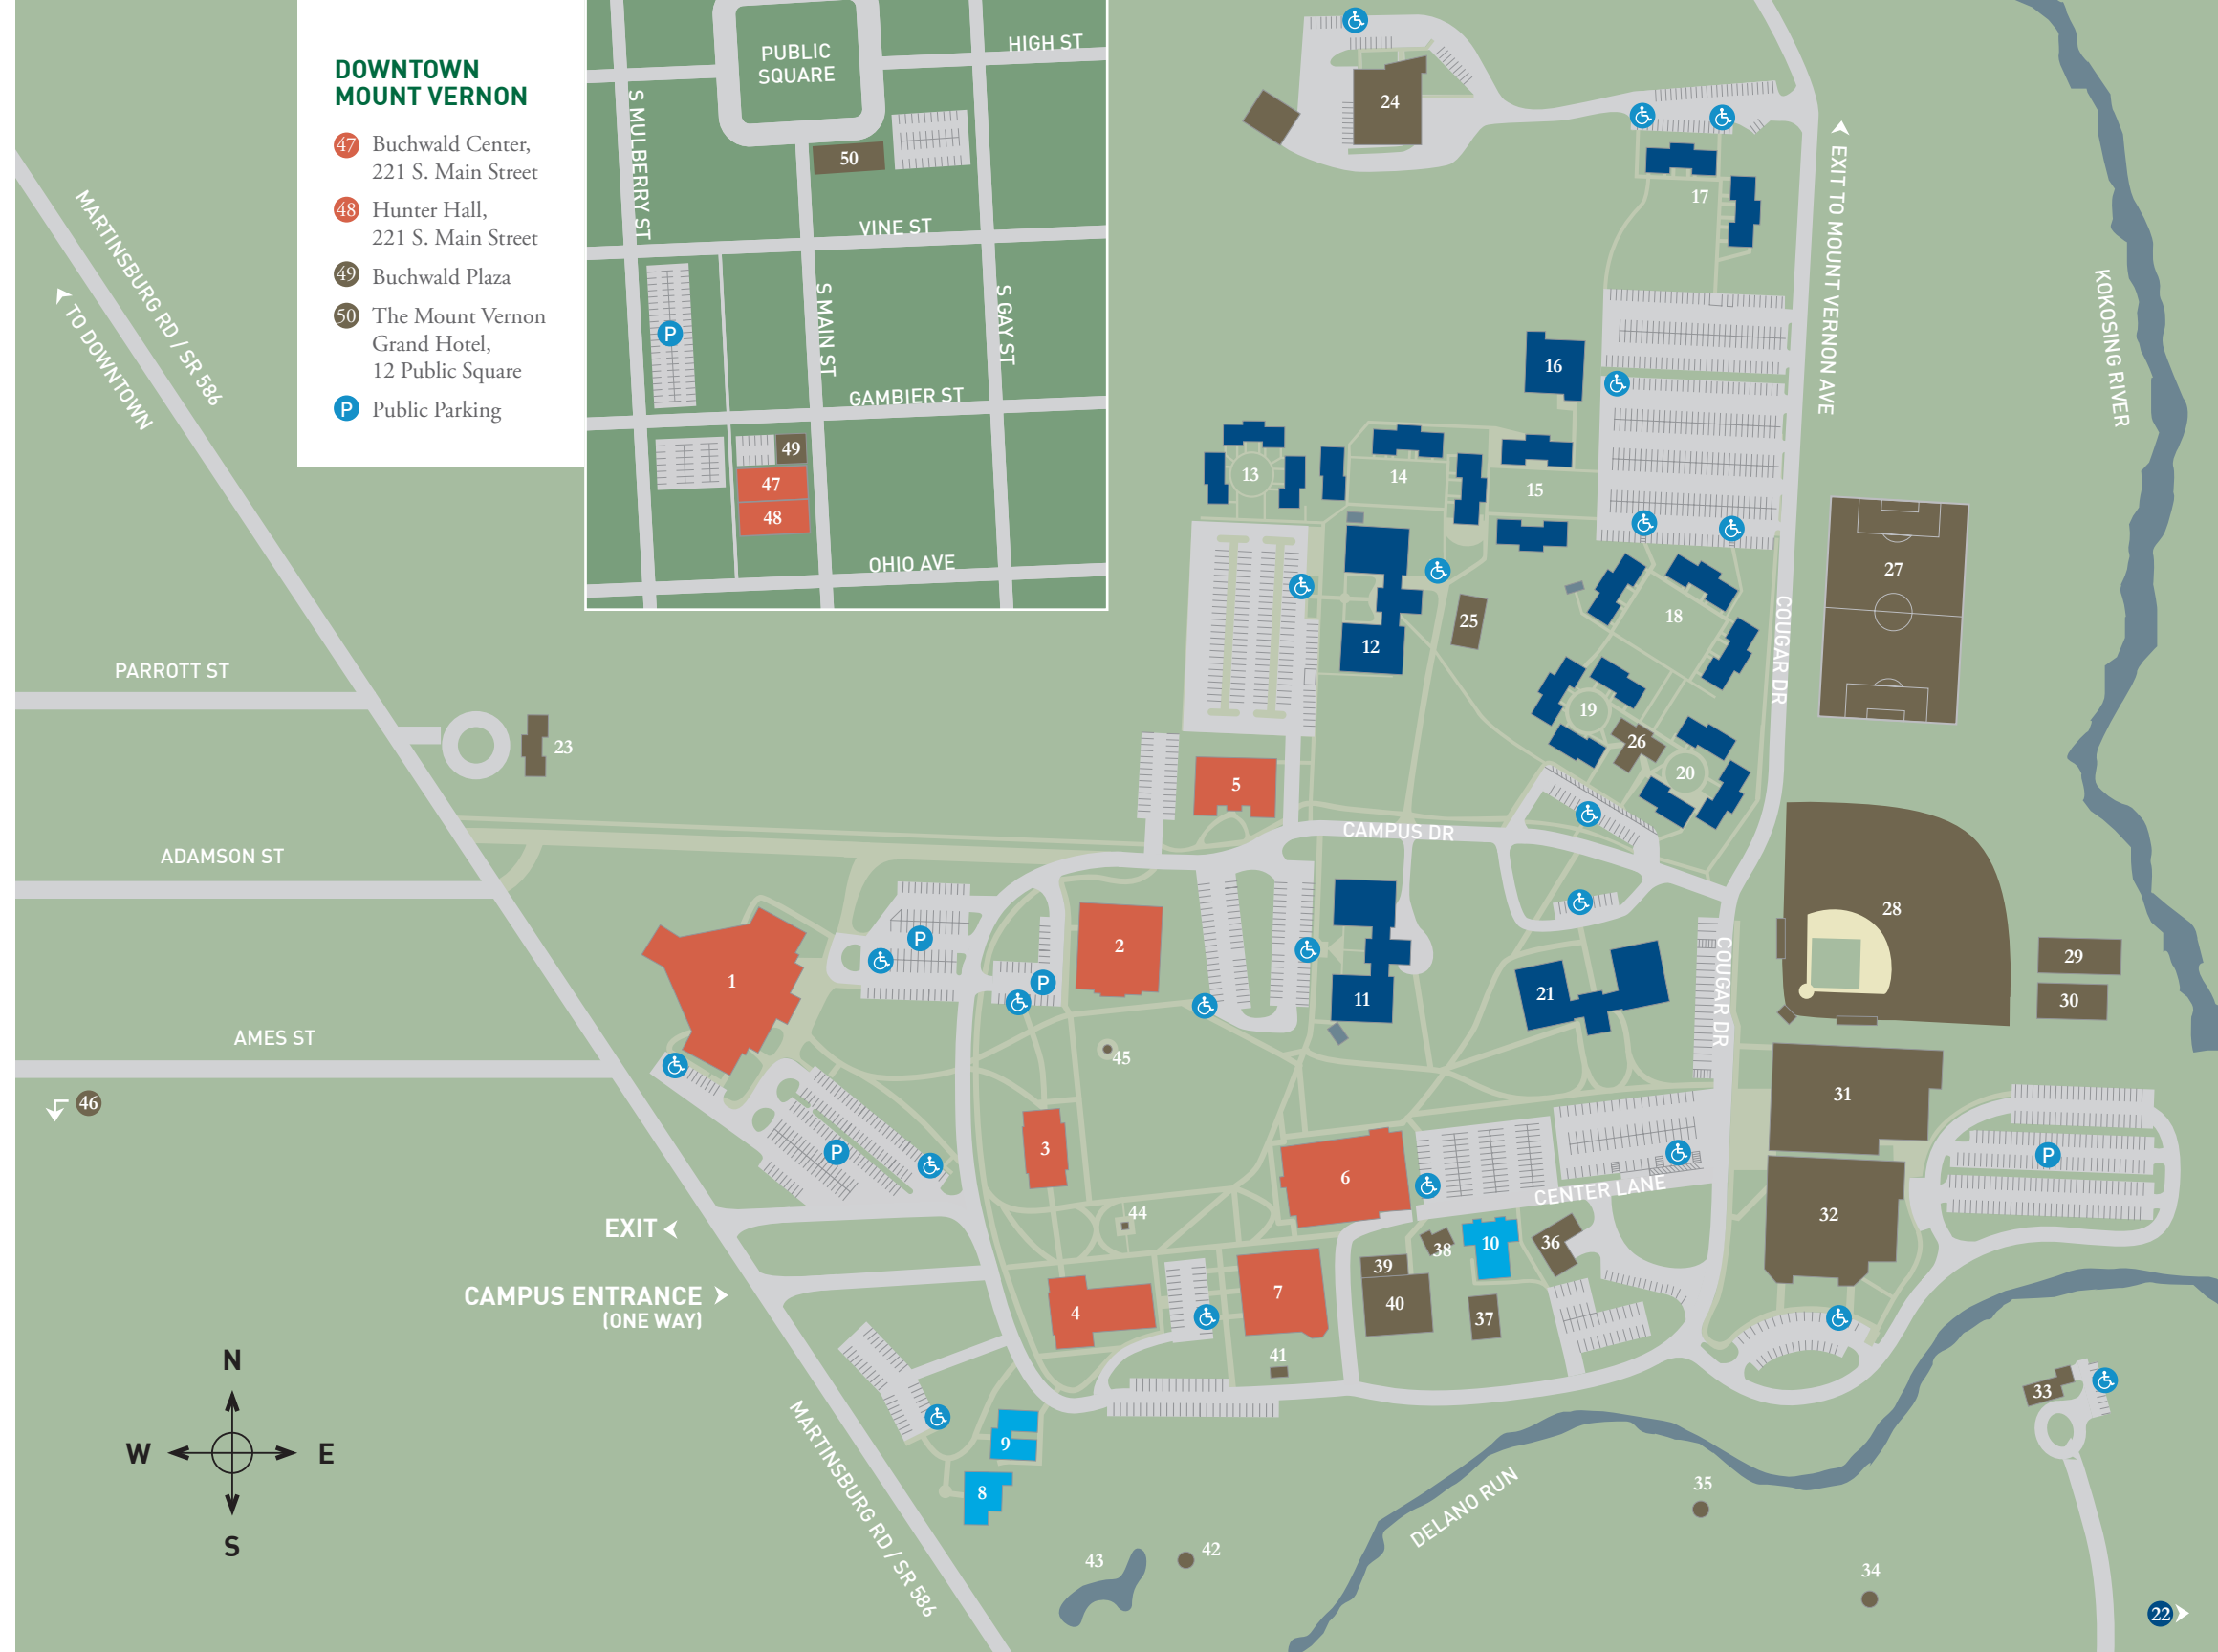 DOWNTOWN
MOUNT VERNON
47 Buchwald Center,
221 S. Main Street
48 Hunter Hall,
221 S. Main Street
49 Buchwald Plaza
50 The Mount Vernon
Grand Hotel,
12 Public Square
P Public Parking
PUBLIC
SQUARE
HIGH ST
S MULBERRY ST
50
VINE ST
P
S MAIN ST
S GAY ST
GAMBIER ST
49
47
48
OHIO AVE
24
17
EXIT TO MOUNT VERNON AVE
KOKOSING RIVER
MARTINSBURG RD / SR 586
TO DOWNTOWN
16
13
14
15
27
12
25
18
COUGAR DR
PARROTT ST
23
19
26
20
5
CAMPUS DR
ADAMSON ST
28
1
P
2
P
11
21
COUGAR DR
29
30
AMES ST
45
46
31
3
P
6
P
CENTER LANE
32
44
EXIT
10
36
38
39
CAMPUS ENTRANCE
(ONE WAY)
4
7
40
37
41
N
W
E
S
33
MARTINSBURG RD / SR 586
9
8
DELANO RUN
35
43
42
34
22